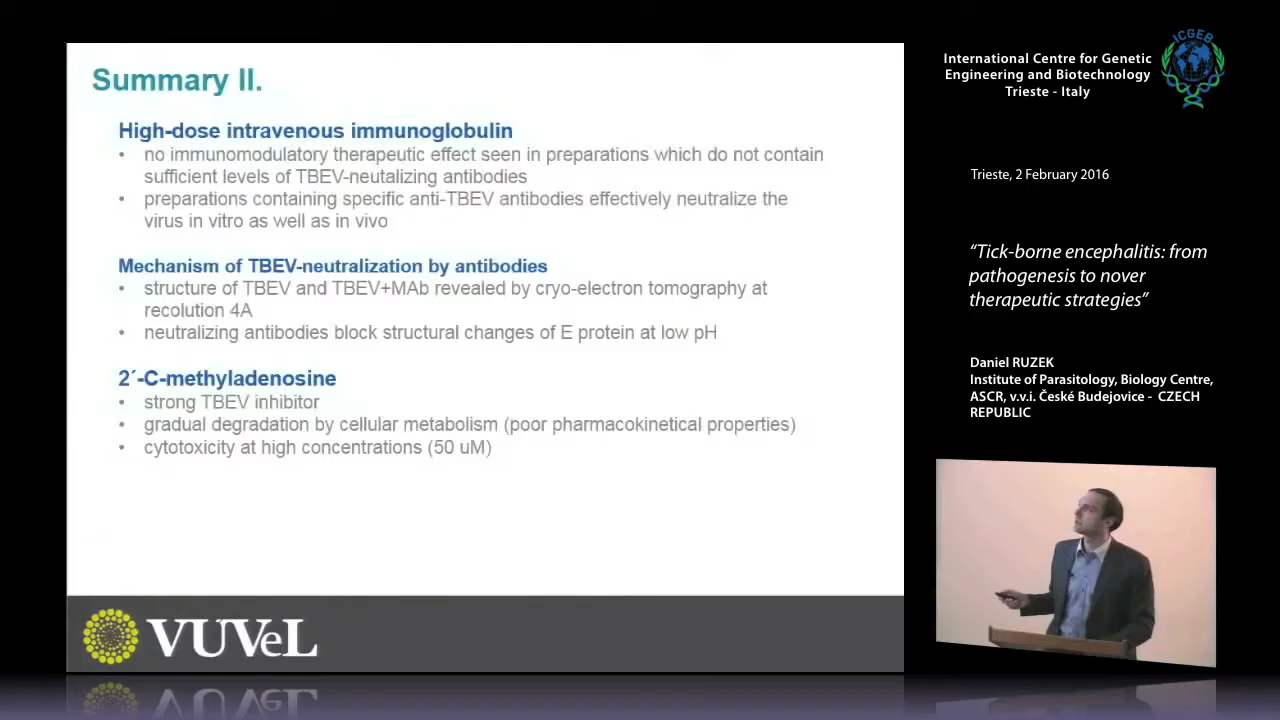 Summary II.
High-dose intravenous immunoglobulin
• no immunomodulatory therapeutic effect seen in preparations which do not contain
sufficient levels of TBEV-neutalizing antibodies
• preparations containing specific anti-TBEV antibodies effectively neutralize the
virus in vitro as well as in vivo
Mechanism of TBEV-neutralization by antibodies
• structure of TBEV and TBEV+MAb revealed by cryo-electron tomography at
recolution 4A
• neutralizing antibodies block structural changes of E protein at low pH
2´-C-methyladenosine
• strong TBEV inhibitor
• gradual degradation by cellular metabolism (poor pharmacokinetical properties)
• cytotoxicity at high concentrations (50 uM)
VUVeL
International Centre for Genetic
Engineering and Biotechnology
Trieste - Italy
ICGEB
Trieste, 2 February 2016
“Tick-borne encephalitis: from
pathogenesis to nover
therapeutic strategies”
Daniel RUZEK
Institute of Parasitology, Biology Centre,
ASCR, v.v.i. České Budejovice - CZECH
REPUBLIC